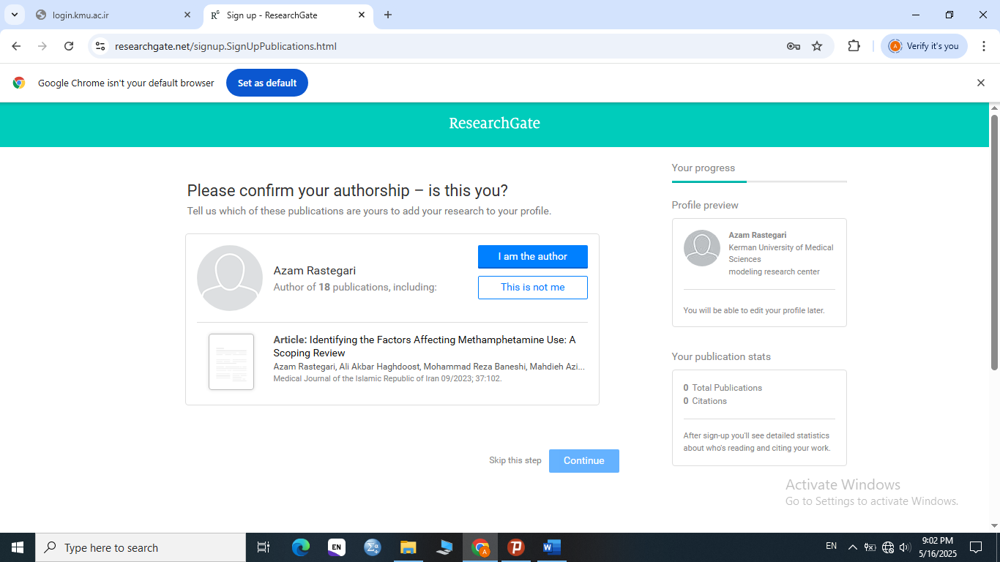 login.kmu.ac.ir
Sign up - ResearchGate
researchgate.net/signup.SignUpPublications.html
Verify it's you
Google Chrome isn't your default browser
Set as default
ResearchGate
Please confirm your authorship – is this you?
Tell us which of these publications are yours to add your research to your profile.
Azam Rastegari
Author of 18 publications, including:
I am the author
This is not me
Article: Identifying the Factors Affecting Methamphetamine Use: A
Scoping Review
Azam Rastegari, Ali Akbar Haghdoost, Mohammad Reza Baneshi, Mahdieh Azi...
Medical Journal of the Islamic Republic of Iran 09/2023; 37:102.
Skip this step
Continue
Your progress
Profile preview
Azam Rastegari
Kerman University of Medical
Sciences
modeling research center
You will be able to edit your profile later.
Your publication stats
0 Total Publications
0 Citations
After sign-up you'll see detailed statistics
about who's reading and citing your work.
Activate Windows
Go to Settings to activate Windows.
Type here to search
EN
EN
9:02 PM
5/16/2025